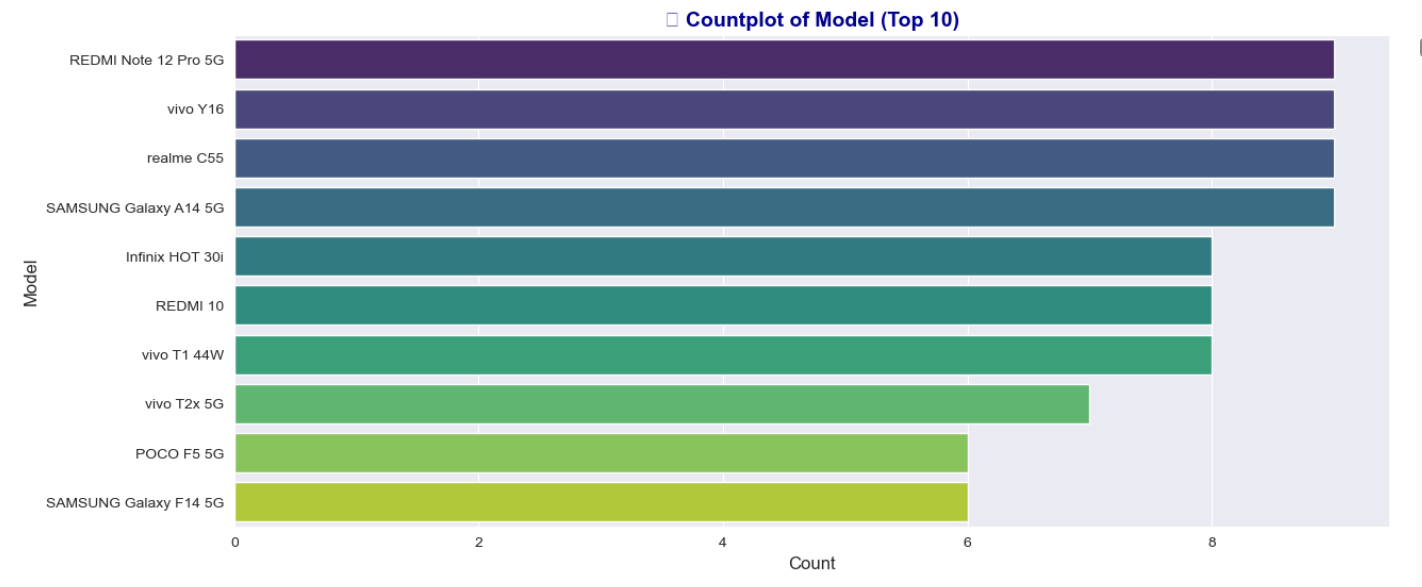 Countplot of Model (Top 10)
REDMI Note 12 Pro 5G
vivo Y16
realme C55
SAMSUNG Galaxy A14 5G
Infinix HOT 30i
REDMI 10
vivo T1 44W
vivo T2x 5G
POCO F5 5G
SAMSUNG Galaxy F14 5G
Model
0 2 4 6 8
Count